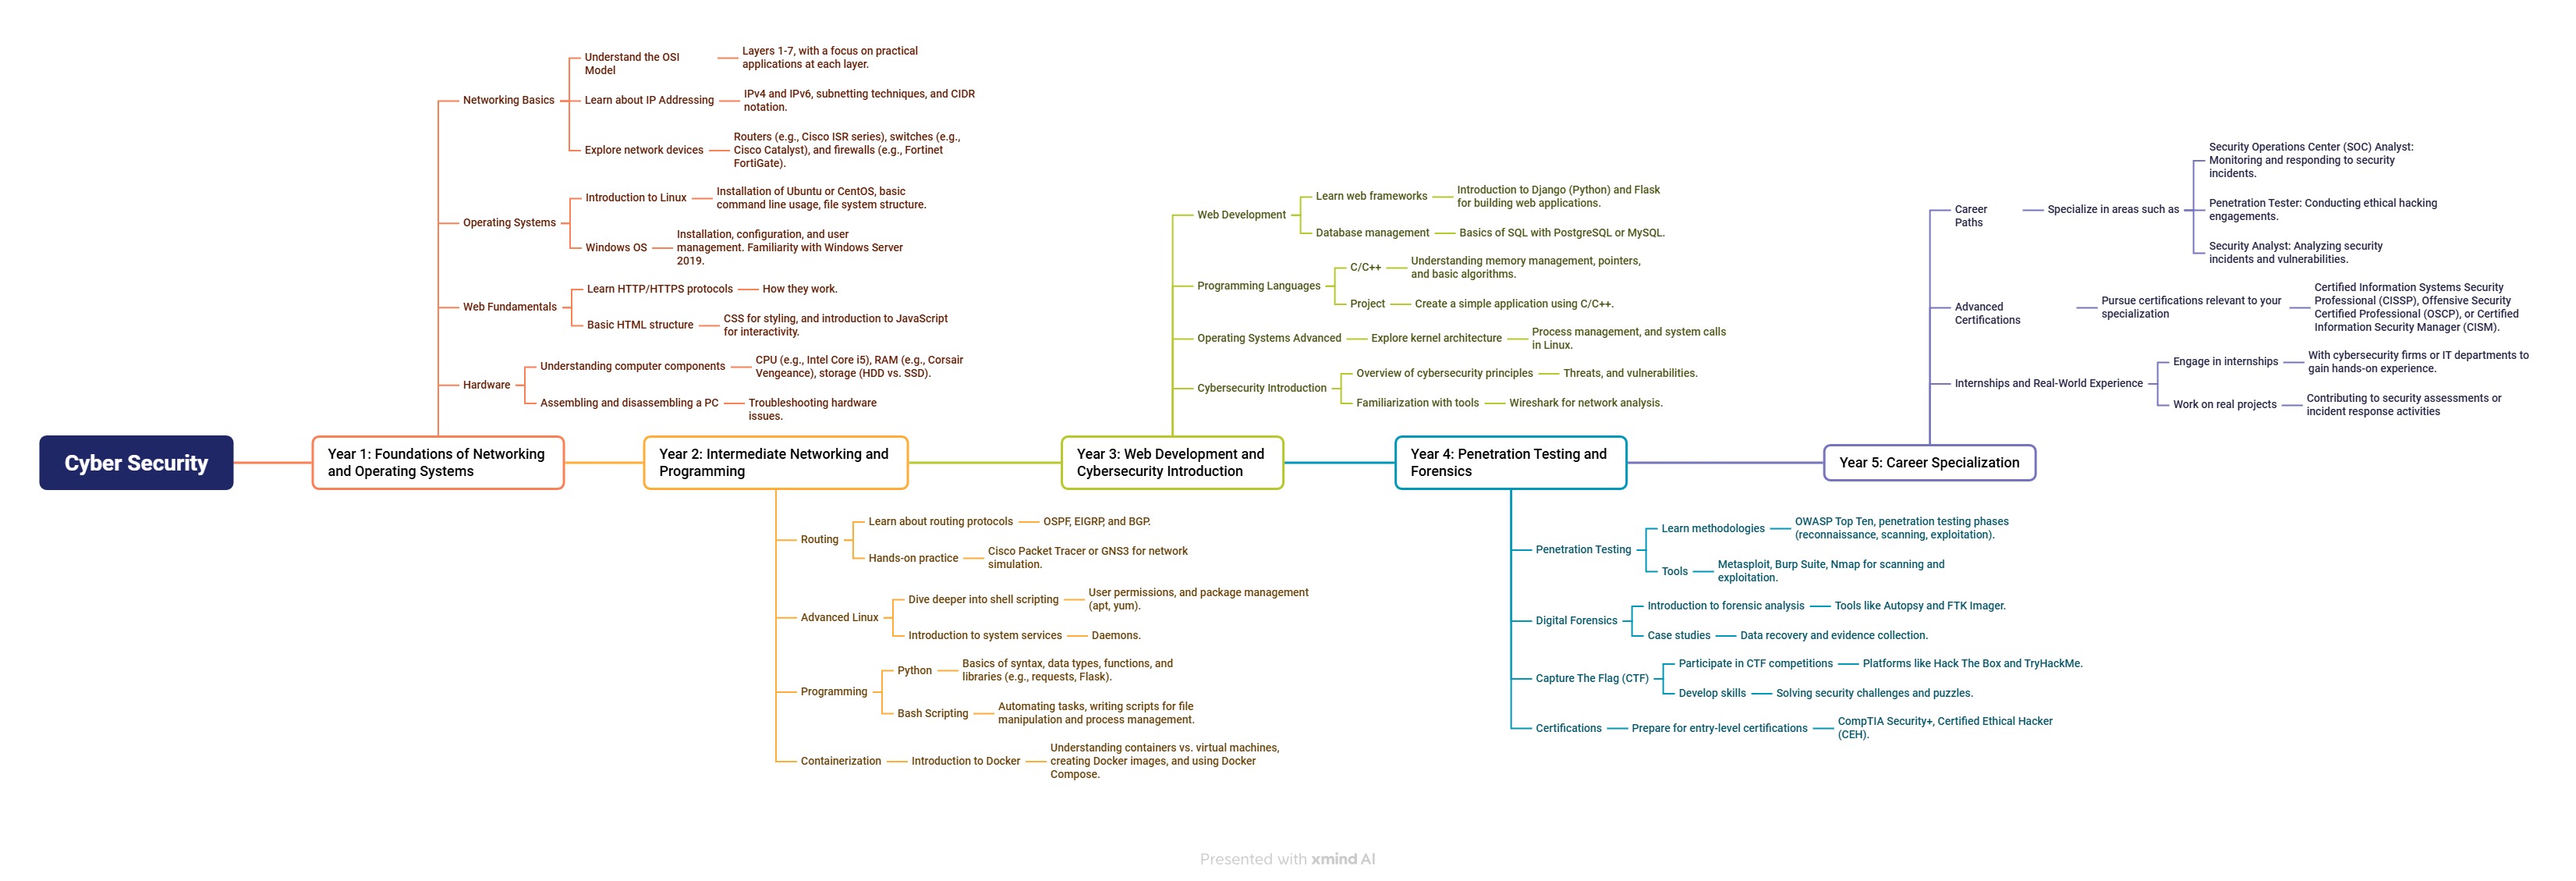 Cyber Security
Year 1: Foundations of Networking
and Operating Systems
Networking Basics
Understand the OSI
Model
Layers 1-7, with a focus on practical
applications at each layer.
Learn about IP Addressing
IPv4 and IPv6, subnetting techniques, and CIDR
notation.
Explore network devices
Routers (e.g., Cisco ISR series), switches (e.g.,
Cisco Catalyst), and firewalls (e.g., Fortinet
FortiGate).
Operating Systems
Introduction to Linux
Installation of Ubuntu or CentOS, basic
command line usage, file system structure.
Windows OS
Installation, configuration, and user
management. Familiarity with Windows Server
2019.
Web Fundamentals
Learn HTTP/HTTPS protocols
How they work.
Basic HTML structure
CSS for styling, and introduction to JavaScript
for interactivity.
Hardware
Understanding computer components
CPU (e.g., Intel Core i5), RAM (e.g., Corsair
Vengeance), storage (HDD vs. SSD).
Assembling and disassembling a PC
Troubleshooting hardware
issues.
Year 2: Intermediate Networking and
Programming
Routing
Learn about routing protocols
OSPF, EIGRP, and BGP.
Hands-on practice
Cisco Packet Tracer or GNS3 for network
simulation.
Advanced Linux
Dive deeper into shell scripting
User permissions, and package management
(apt, yum).
Introduction to system services
Daemons.
Programming
Python
Basics of syntax, data types, functions, and
libraries (e.g., requests, Flask).
Bash Scripting
Automating tasks, writing scripts for file
manipulation and process management.
Containerization
Introduction to Docker
Understanding containers vs. virtual machines,
creating Docker images, and using Docker
Compose.
Year 3: Web Development and
Cybersecurity Introduction
Web Development
Learn web frameworks
Introduction to Django (Python) and Flask
for building web applications.
Database management
Basics of SQL with PostgreSQL or MySQL.
Programming Languages
C/C++
Understanding memory management, pointers,
and basic algorithms.
Project
Create a simple application using C/C++.
Operating Systems Advanced
Explore kernel architecture
Process management, and system calls
in Linux.
Cybersecurity Introduction
Overview of cybersecurity principles
Threats, and vulnerabilities.
Familiarization with tools
Wireshark for network analysis.
Year 4: Penetration Testing and
Forensics
Penetration Testing
Learn methodologies
OWASP Top Ten, penetration testing phases
(reconnaissance, scanning, exploitation).
Tools
Metasploit, Burp Suite, Nmap for scanning and
exploitation.
Digital Forensics
Introduction to forensic analysis
Tools like Autopsy and FTK Imager.
Case studies
Data recovery and evidence collection.
Capture The Flag (CTF)
Participate in CTF competitions
Platforms like Hack The Box and TryHackMe.
Develop skills
Solving security challenges and puzzles.
Certifications
Prepare for entry-level certifications
CompTIA Security+, Certified Ethical Hacker
(CEH).
Year 5: Career Specialization
Career
Paths
Specialize in areas such as
Security Operations Center (SOC) Analyst:
Monitoring and responding to security
incidents.
Penetration Tester: Conducting ethical hacking
engagements.
Security Analyst: Analyzing security
incidents and vulnerabilities.
Advanced
Certifications
Pursue certifications relevant to your
specialization
Certified Information Systems Security
Professional (CISSP), Offensive Security
Certified Professional (OSCP), or Certified
Information Security Manager (CISM).
Internships and Real-World Experience
Engage in internships
With cybersecurity firms or IT departments to
gain hands-on experience.
Work on real projects
Contributing to security assessments or
incident response activities
Presented with xmind AI